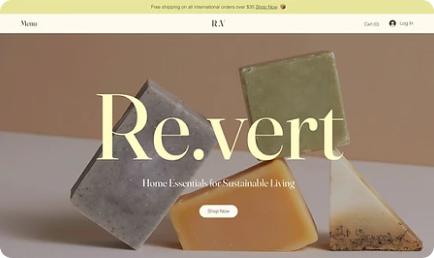 Free shipping on all international orders over $35 Shop Now
Menu
R.V
Cart (0)
Log In
Re.vert
Home Essentials for Sustainable Living
Shop Now